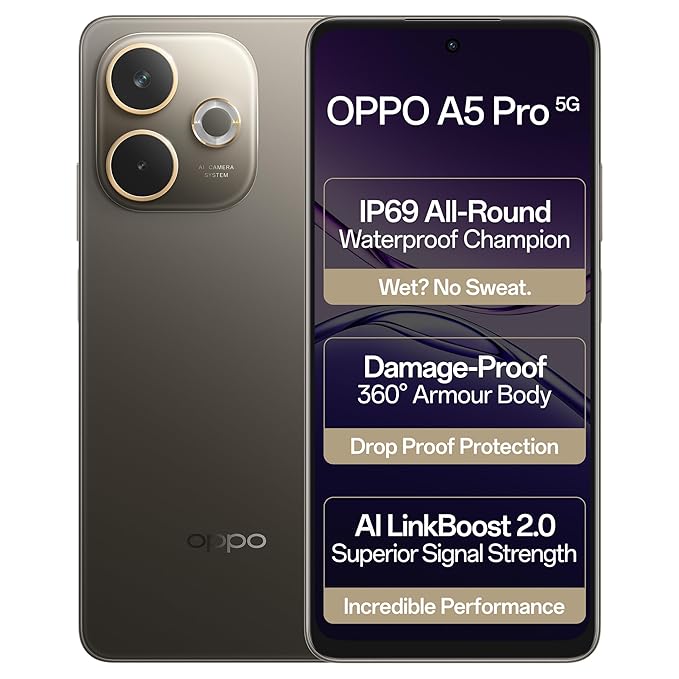 AI CAMERA
SYSTEM
oppo
OPPO A5 Pro 5G
IP69 All-Round
Waterproof Champion
Wet? No Sweat.
Damage-Proof
360° Armour Body
Drop Proof Protection
AI LinkBoost 2.0
Superior Signal Strength
Incredible Performance